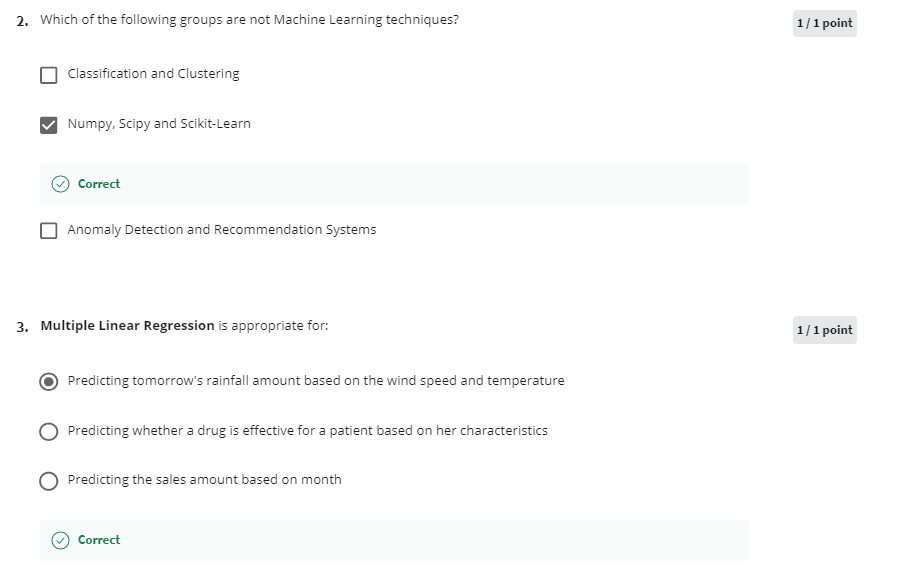 2. Which of the following groups are not Machine Learning techniques?
1 / 1 point
Classification and Clustering
Numpy, Scipy and Scikit-Learn
Correct
Anomaly Detection and Recommendation Systems
3. Multiple Linear Regression is appropriate for:
1 / 1 point
Predicting tomorrow's rainfall amount based on the wind speed and temperature
Predicting whether a drug is effective for a patient based on her characteristics
Predicting the sales amount based on month
Correct